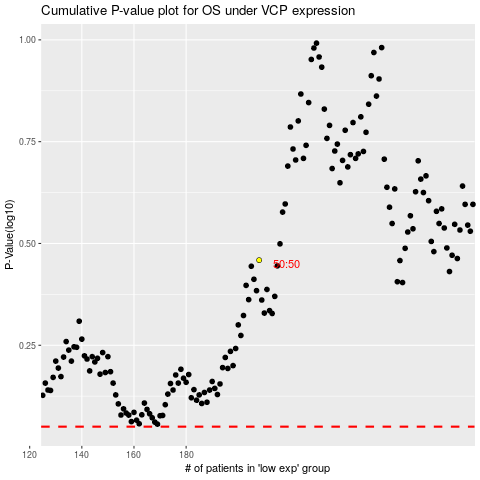 Cumulative P-value plot for OS under VCP expression
P-Value(log10)
1.00
0.75
0.50
0.25
50:50
120 140 160 180
# of patients in 'low exp' group